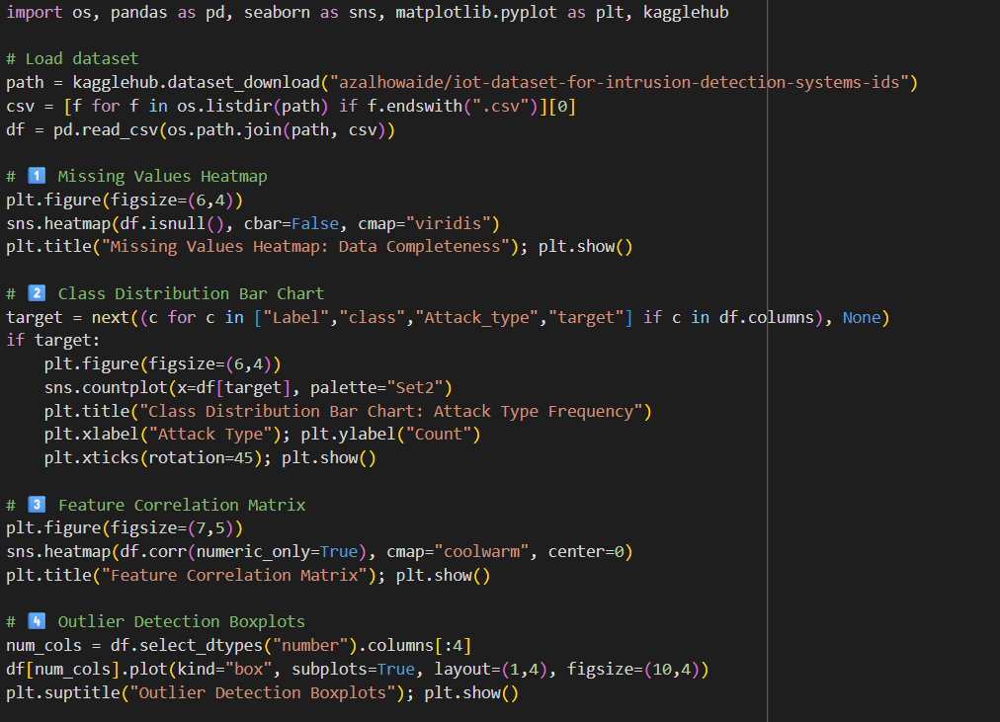 import os, pandas as pd, seaborn as sns, matplotlib.pyplot as plt, kagglehub
# Load dataset
path = kagglehub.dataset_download("azalhowaide/iot-dataset-for-intrusion-detection-systems-ids")
csv = [f for f in os.listdir(path) if f.endswith(".csv")][0]
df = pd.read_csv(os.path.join(path, csv))
# 1️⃣ Missing Values Heatmap
plt.figure(figsize=(6,4))
sns.heatmap(df.isnull(), cbar=False, cmap="viridis")
plt.title("Missing Values Heatmap: Data Completeness"); plt.show()
# 2️⃣ Class Distribution Bar Chart
target = next((c for c in ["Label","class","Attack_type","target"] if c in df.columns), None)
if target:
    plt.figure(figsize=(6,4))
    sns.countplot(x=df[target], palette="Set2")
    plt.title("Class Distribution Bar Chart: Attack Type Frequency")
    plt.xlabel("Attack Type"); plt.ylabel("Count")
    plt.xticks(rotation=45); plt.show()
# 3️⃣ Feature Correlation Matrix
plt.figure(figsize=(7,5))
sns.heatmap(df.corr(numeric_only=True), cmap="coolwarm", center=0)
plt.title("Feature Correlation Matrix"); plt.show()
# 4️⃣ Outlier Detection Boxplots
num_cols = df.select_dtypes("number").columns[:4]
df[num_cols].plot(kind="box", subplots=True, layout=(1,4), figsize=(10,4))
plt.suptitle("Outlier Detection Boxplots"); plt.show()